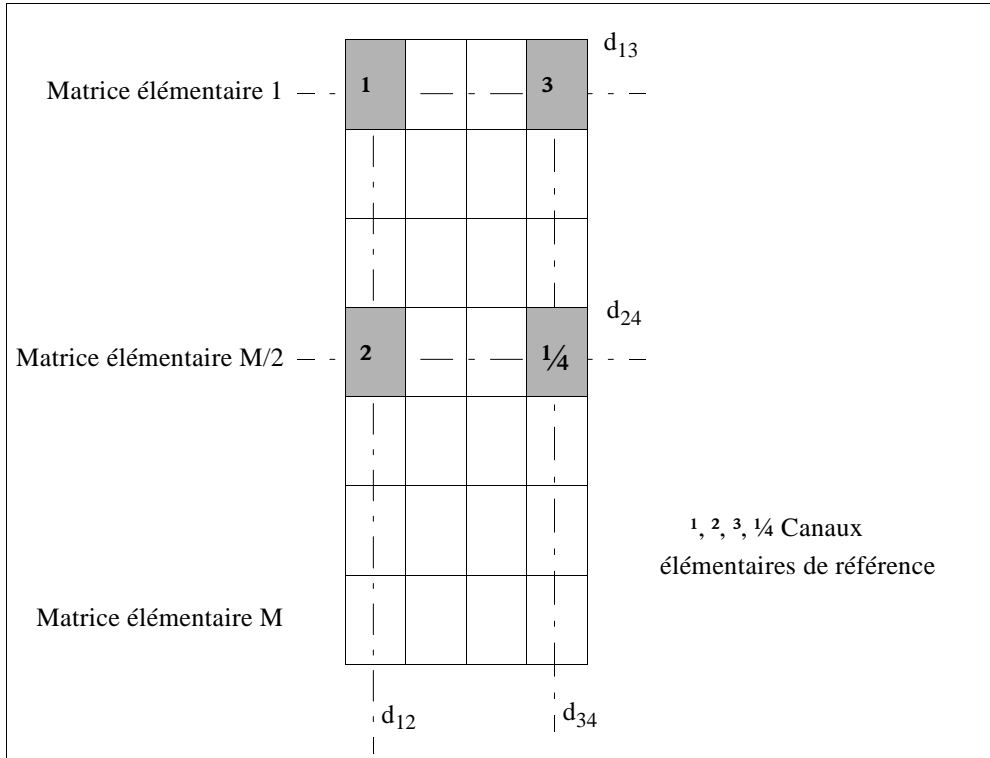 d13
Matrice élémentaire 1
1
3
d24
Matrice élémentaire M/2
2
¼
¹, ², ³, ¼ Canaux
élémentaires de référence
Matrice élémentaire M
d12
d34